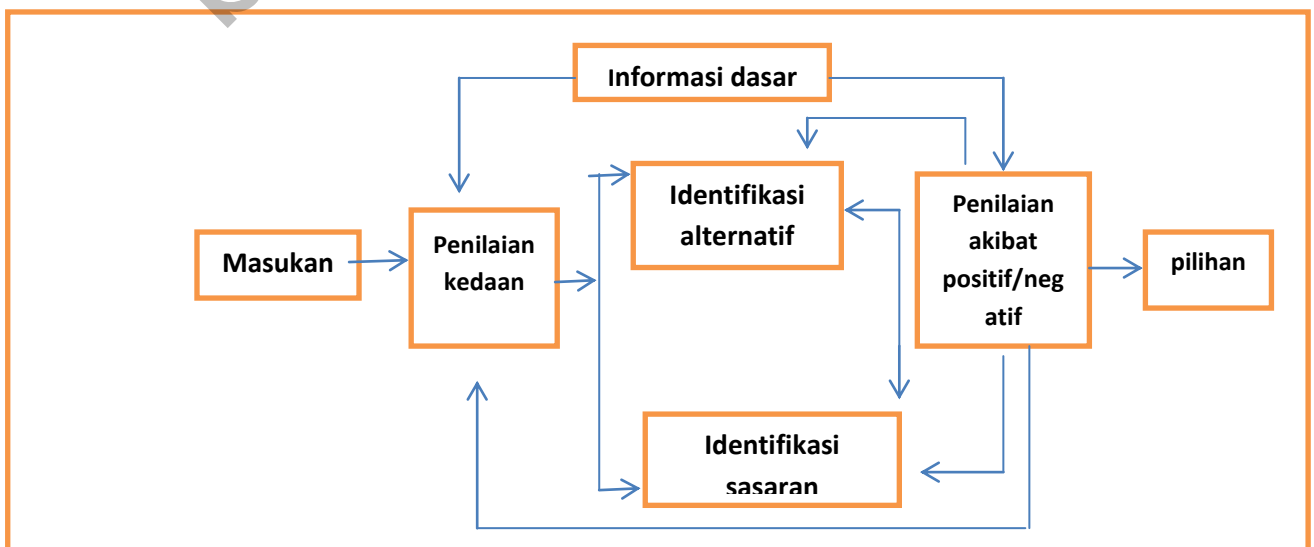 Informasi dasar
Identifikasi
alternatif
Penilaian
akibat
positif/neg
atif
Penilaian
kedaan
Masukan
pilihan
Identifikasi
sasaran